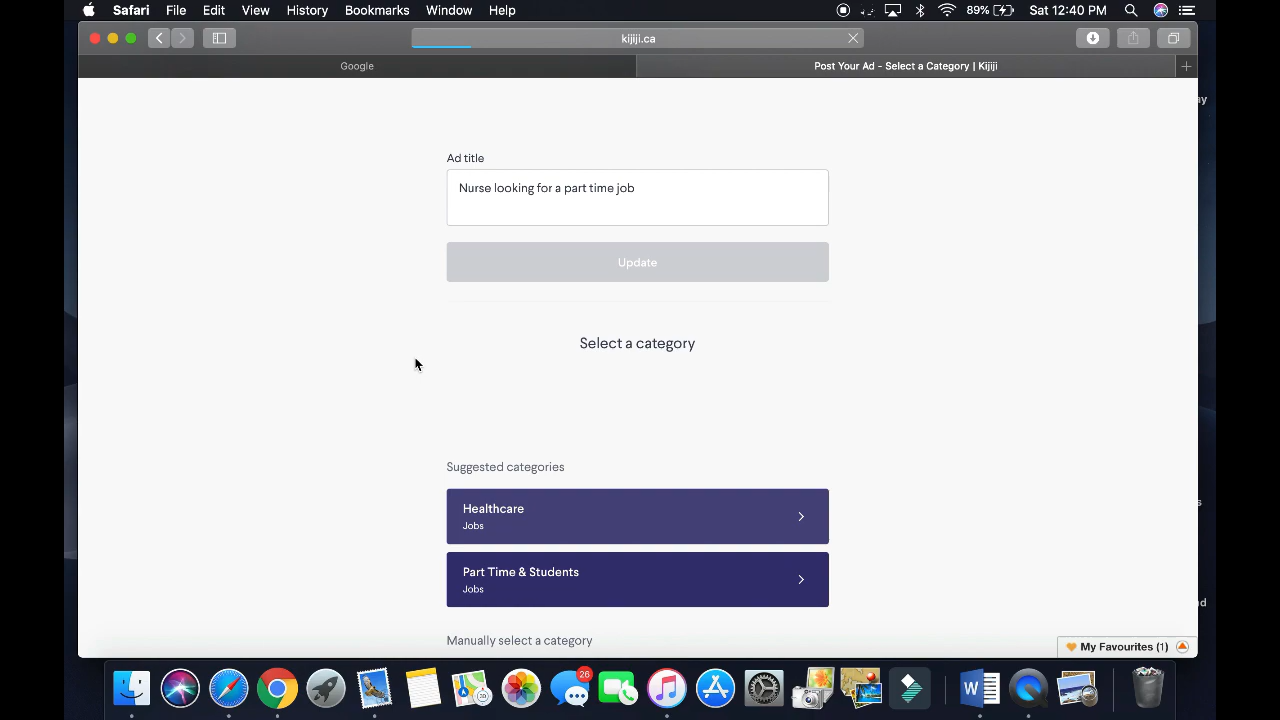 Safari File Edit View History Bookmarks Window Help 89% Sat 12:40 PM
kijiji.ca
Google Post Your Ad - Select a Category | Kijiji
ay
Ad title
Nurse looking for a part time job
Update
Select a category
Suggested categories
Healthcare
Jobs
Part Time & Students
Jobs
Manually select a category
My Favourites (1)
26